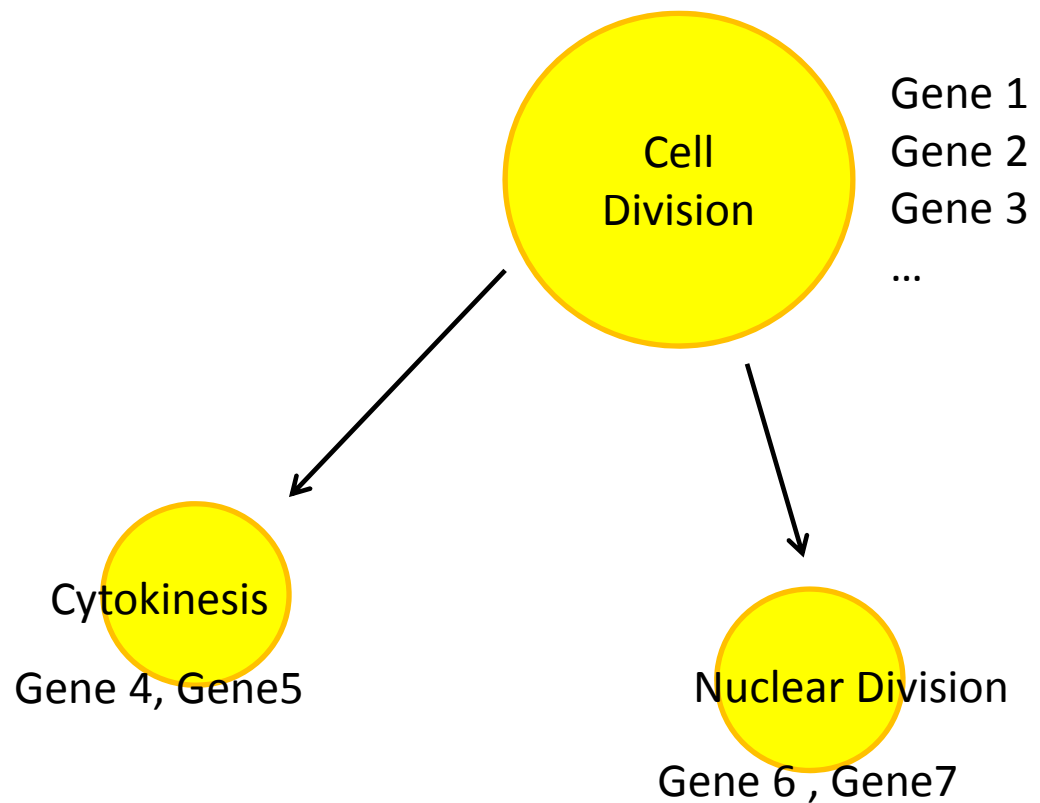 Cell
Division
Gene 1
Gene 2
Gene 3
...
Cytokinesis
Gene 4, Gene5
Nuclear Division
Gene 6 , Gene7